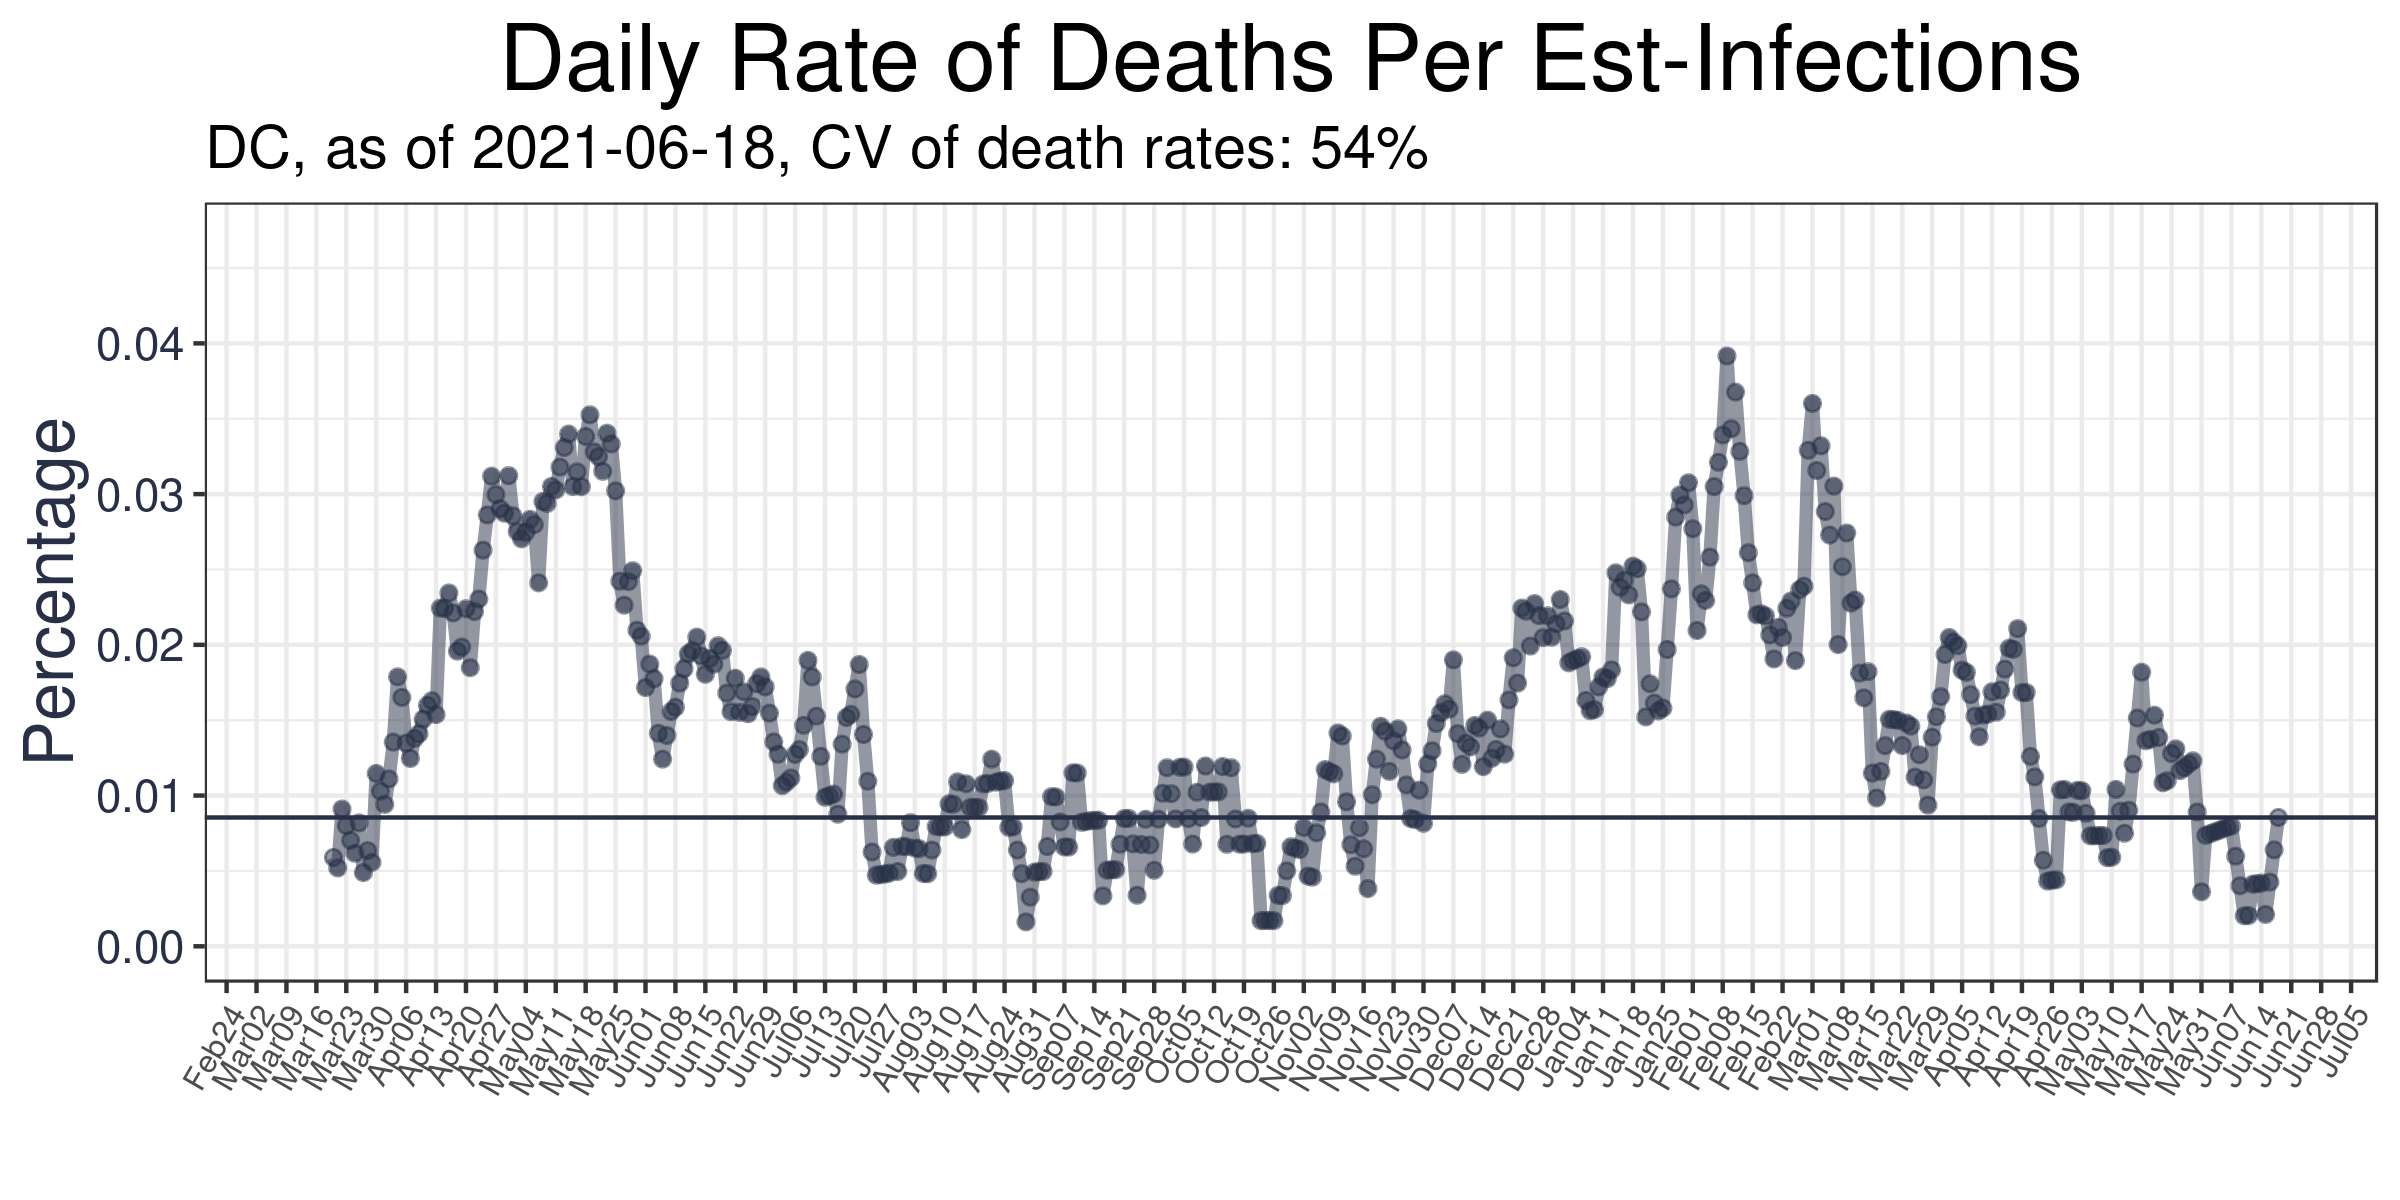 Daily Rate of Deaths Per Est-Infections
DC, as of 2021-06-18, CV of death rates: 54%
Percentage
0.04
0.03
0.02
0.01
0.00
Feb24 Mar02 Mar09 Mar16 Mar23 Mar30 Apr06 Apr13 Apr20 Apr27 May04 May11 May18 May25 Jun01 Jun08 Jun15 Jun22 Jun29 Jul06 Jul13 Jul20 Jul27 Aug03 Aug10 Aug17 Aug24 Aug31 Sep07 Sep14 Sep21 Sep28 Oct05 Oct12 Oct19 Oct26 Nov02 Nov09 Nov16 Nov23 Nov30 Dec07 Dec14 Dec21 Dec28 Jan04 Jan11 Jan18 Jan25 Feb01 Feb08 Feb15 Feb22 Mar01 Mar08 Mar15 Mar22 Mar29 Apr05 Apr12 Apr19 Apr26 May03 May10 May17 May24 May31 Jun07 Jun14 Jun21 Jun28 Jul05